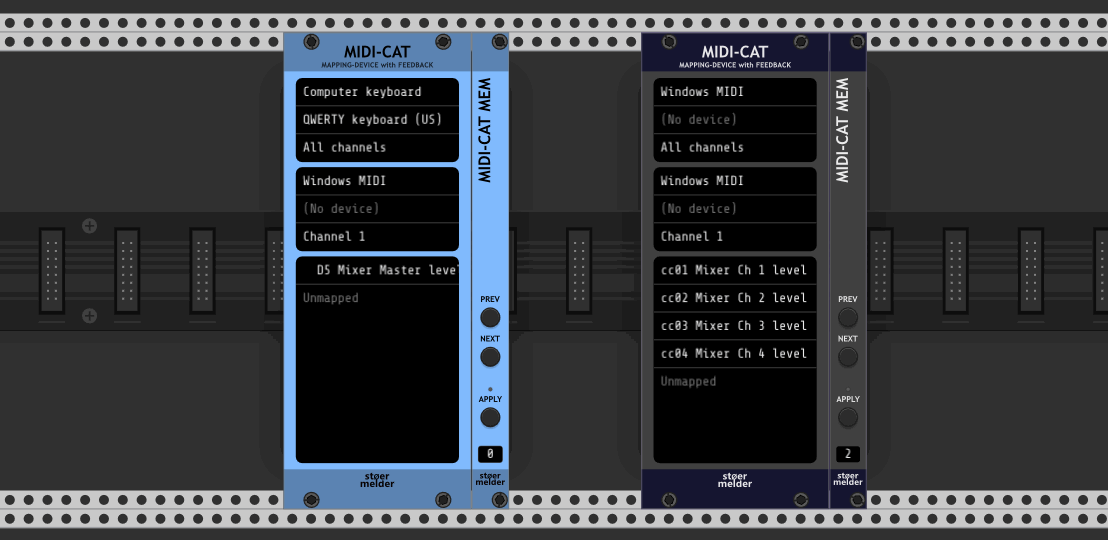 MIDI-CAT
MAPPING-DEVICE with FEEDBACK
Computer keyboard
QWERTY keyboard (US)
All channels
Windows MIDI
(No device)
Channel 1
D5 Mixer Master level
Unmapped
støer
melder
MIDI-CAT MEM
PREV
NEXT
APPLY
0
støer
melder
MIDI-CAT
MAPPING-DEVICE with FEEDBACK
Windows MIDI
(No device)
All channels
Windows MIDI
(No device)
Channel 1
cc01 Mixer Ch 1 level
cc02 Mixer Ch 2 level
cc03 Mixer Ch 3 level
cc04 Mixer Ch 4 level
Unmapped
støer
melder
MIDI-CAT MEM
PREV
NEXT
APPLY
2
støer
melder